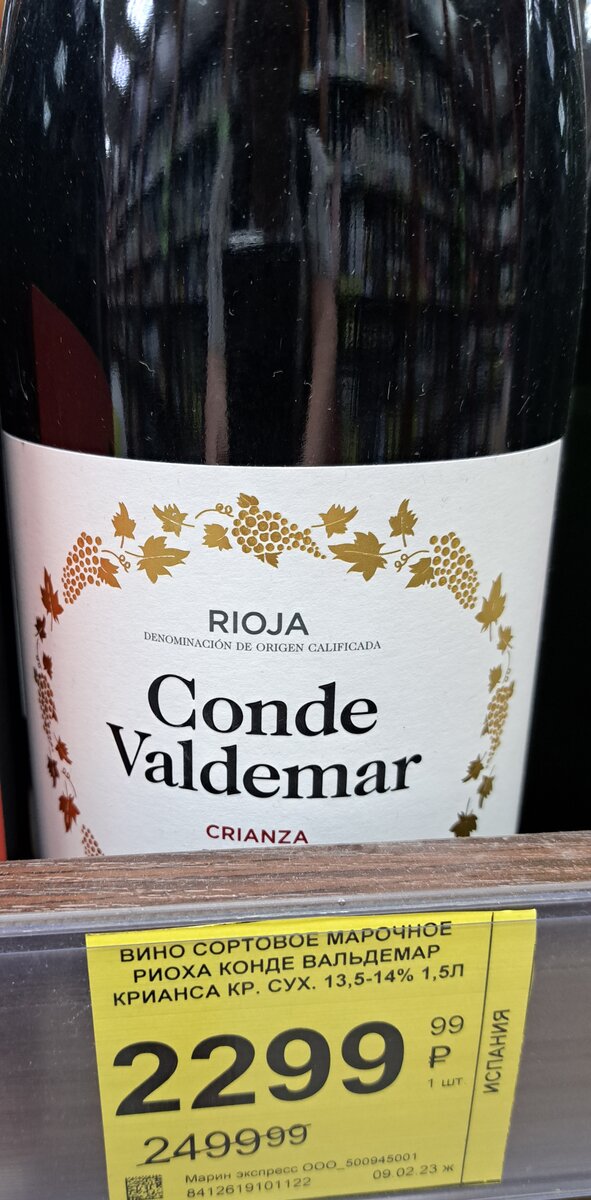 RIOJA
DENOMINACIÓN DE ORIGEN CALIFICADA
Conde
Valdemar
CRIANZA
ВИНО СОРТОВОЕ МАРОЧНОЕ
РИОХА КОНДЕ ВАЛЬДЕМАР
КРИАНСА КР. СУХ. 13,5-14% 1,5Л
2299 99
₽
1 шт.
ИСПАНИЯ
2499 99
Марин экспресс ООО_500945001
8412619101122 09.02.23 ж